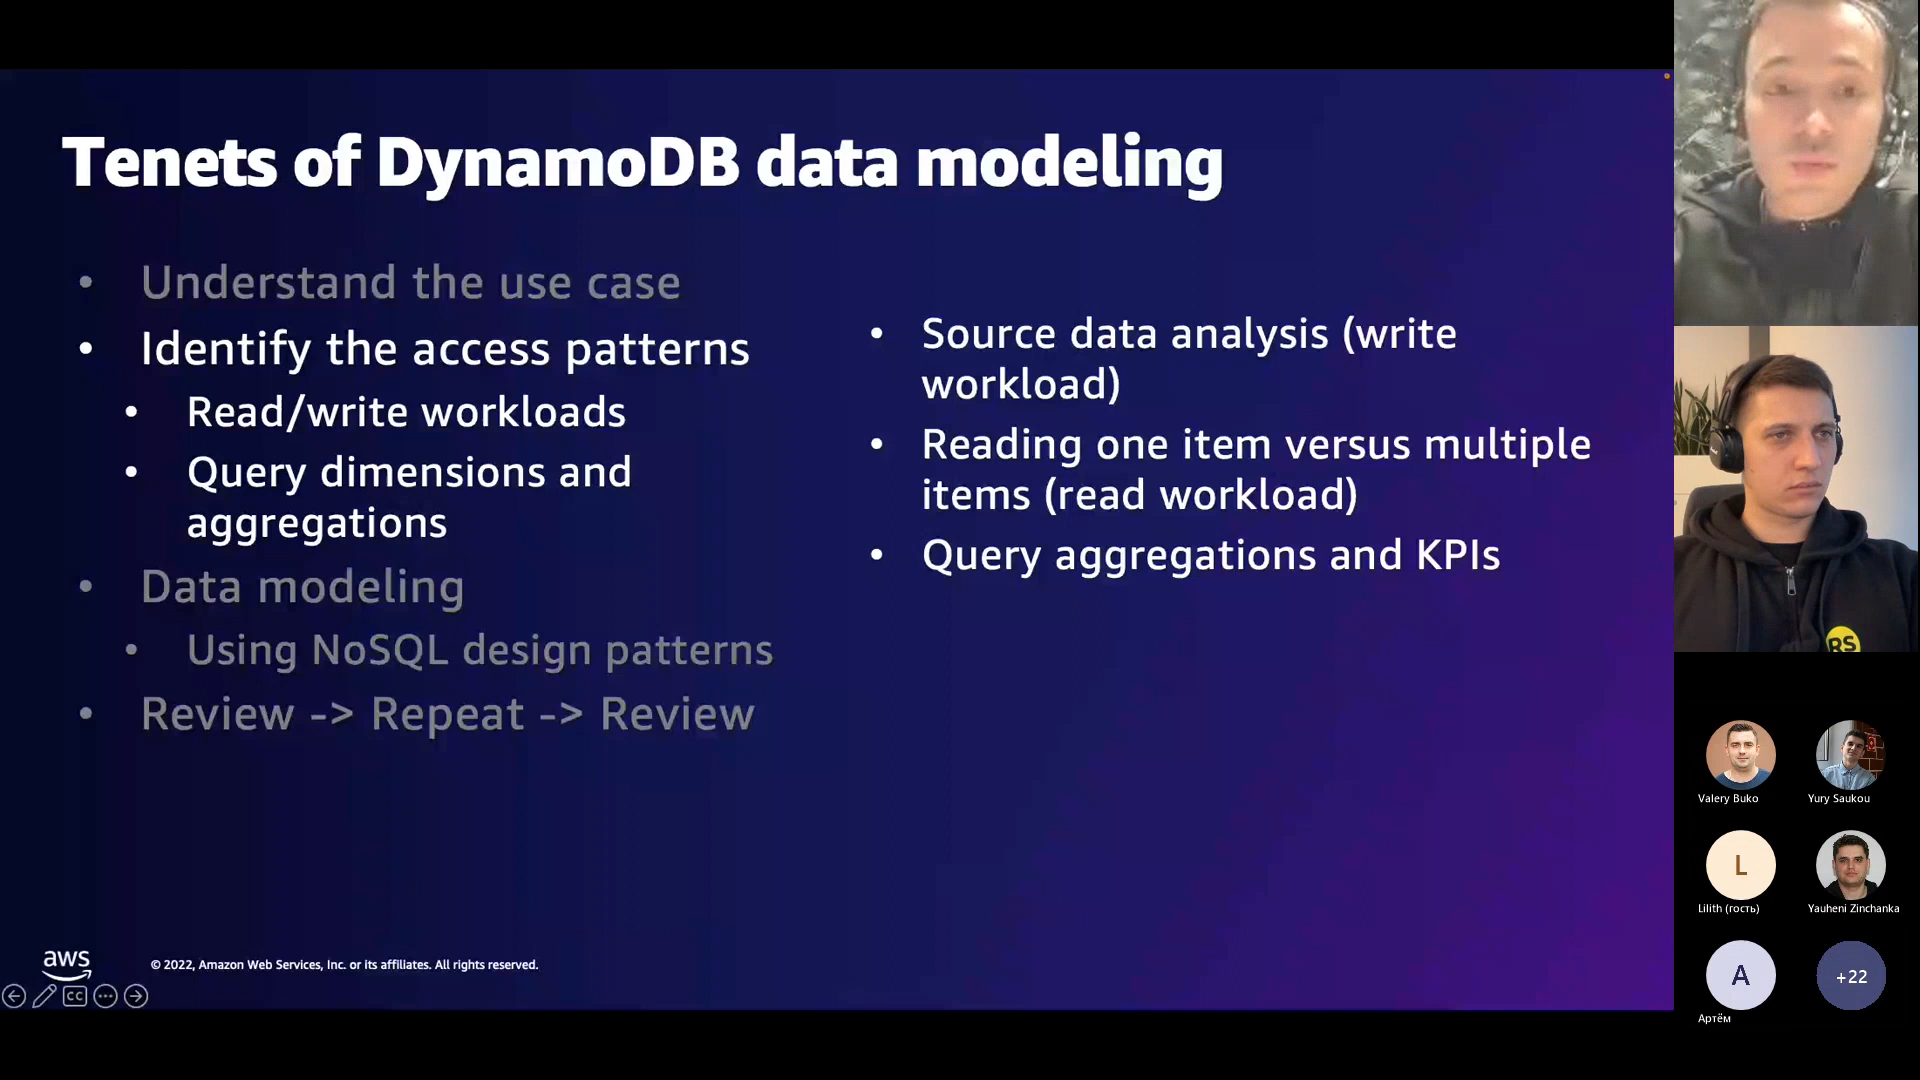 Tenets of DynamoDB data modeling
• Understand the use case
• Identify the access patterns
• Read/write workloads
• Query dimensions and
aggregations
• Data modeling
• Using NoSQL design patterns
• Review -> Repeat -> Review
• Source data analysis (write
workload)
• Reading one item versus multiple
items (read workload)
• Query aggregations and KPIs
aws
© 2022, Amazon Web Services, Inc. or its affiliates. All rights reserved.
CC
RS
Valery Buko
Yury Saukou
L
Lilith (гость)
Yauheni Zinchanka
A
Артём
+22